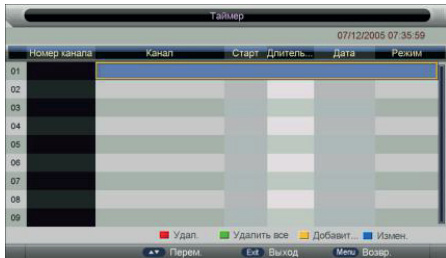 Таймер
07/12/2005 07:35:59
Номер канала Канал Старт Длитель... Дата Режим
01
02
03
04
05
06
07
08
09
Удал. Удалить все Добавит... Измен.
Перем. Exit Выход Menu Возвр.